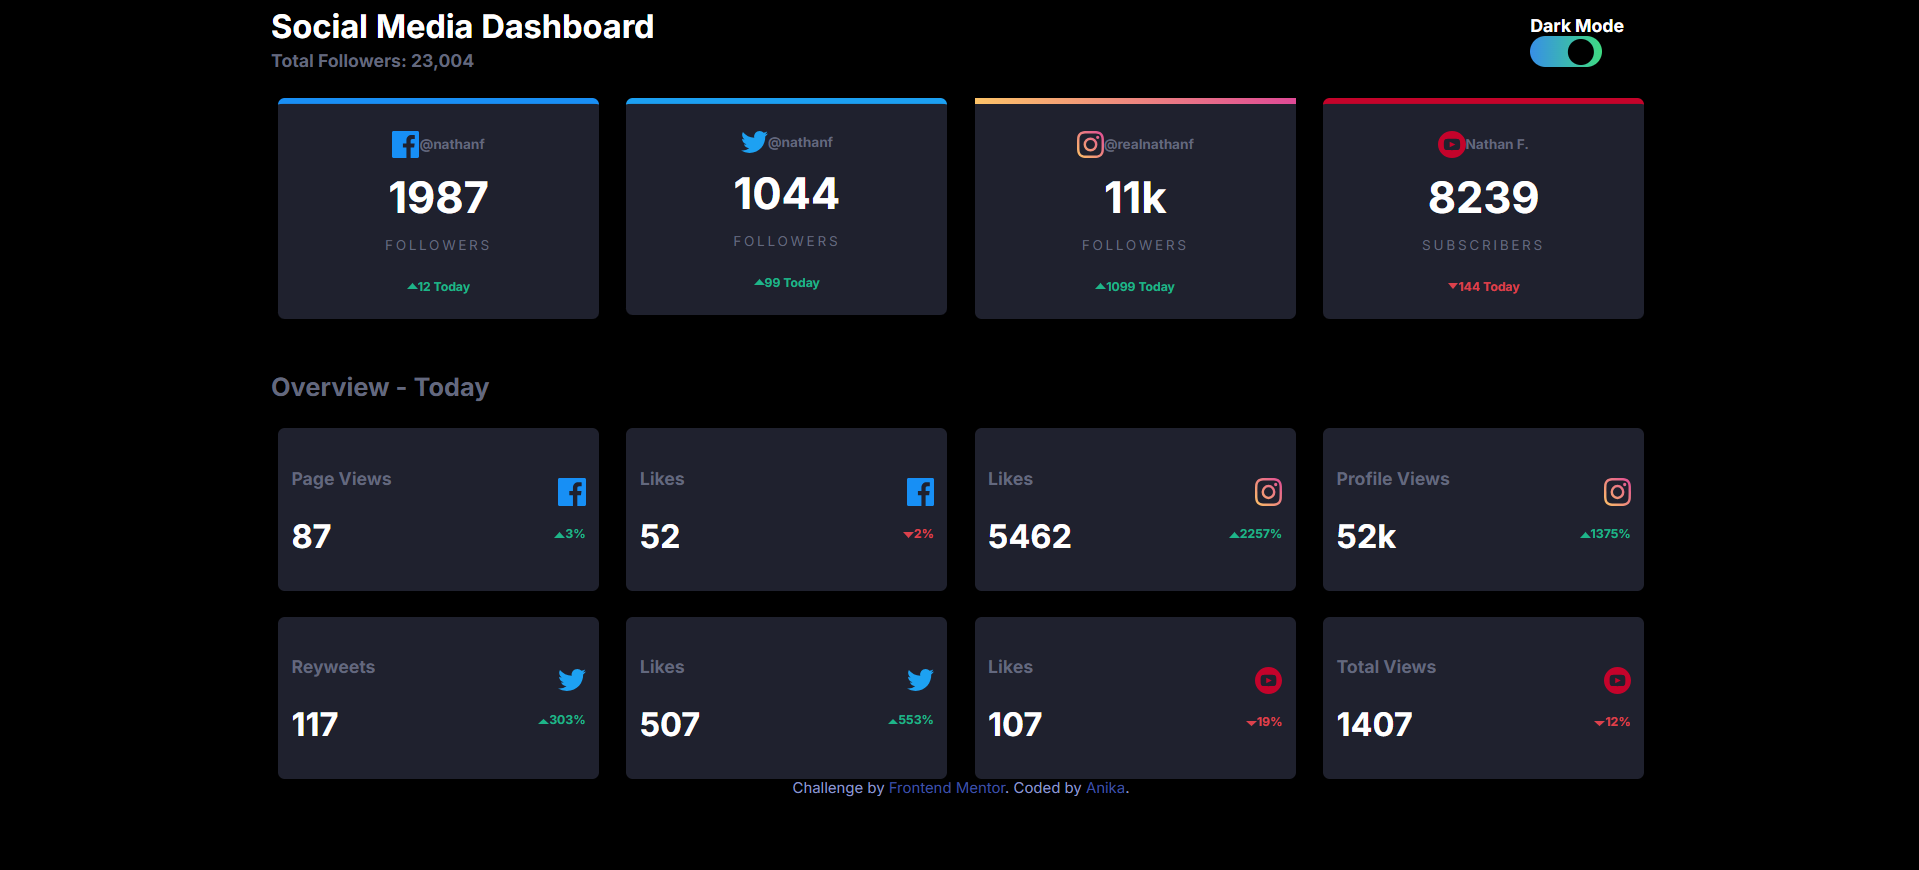 Social Media Dashboard
Total Followers: 23,004
Dark Mode
@nathanf
1987
FOLLOWERS
12 Today
@nathanf
1044
FOLLOWERS
99 Today
@realnathanf
11k
FOLLOWERS
1099 Today
Nathan F.
8239
SUBSCRIBERS
144 Today
Overview - Today
Page Views
87
3%
Likes
52
2%
Likes
5462
2257%
Profile Views
52k
1375%
Reyweets
117
303%
Likes
507
553%
Likes
107
19%
Total Views
1407
12%
Challenge by Frontend Mentor. Coded by Anika.